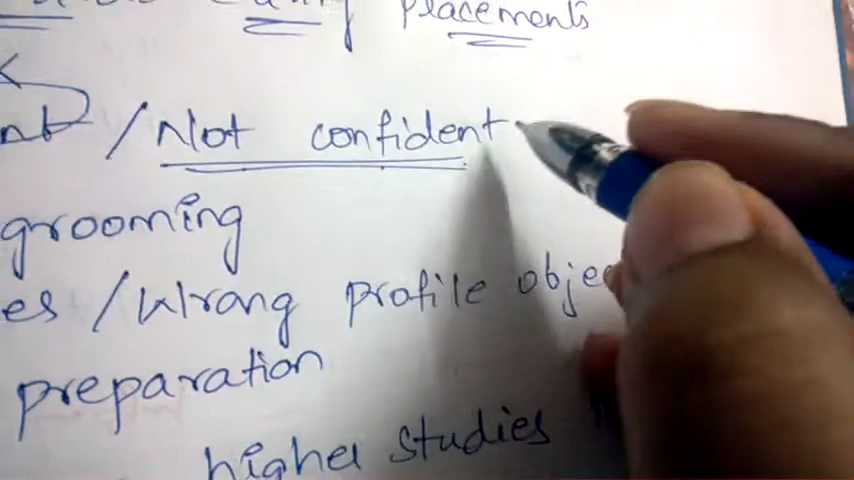 Placements
/Not confident
grooming
es /Wrong profile obje
preparation
higher studies